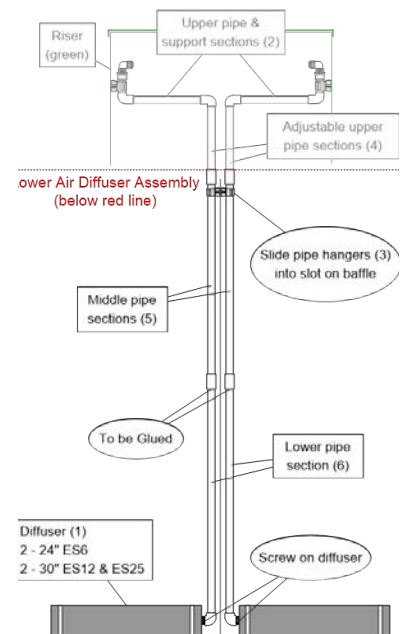 Riser
(green)
Upper pipe &
support sections (2)
Adjustable upper
pipe sections (4)
ower Air Diffuser Assembly
(below red line)
Slide pipe hangers (3)
into slot on baffle
Middle pipe
sections (5)
To be Glued
Lower pipe
section (6)
Diffuser (1)
2 - 24" ES6
2 - 30" ES12 & ES25
Screw on diffuser